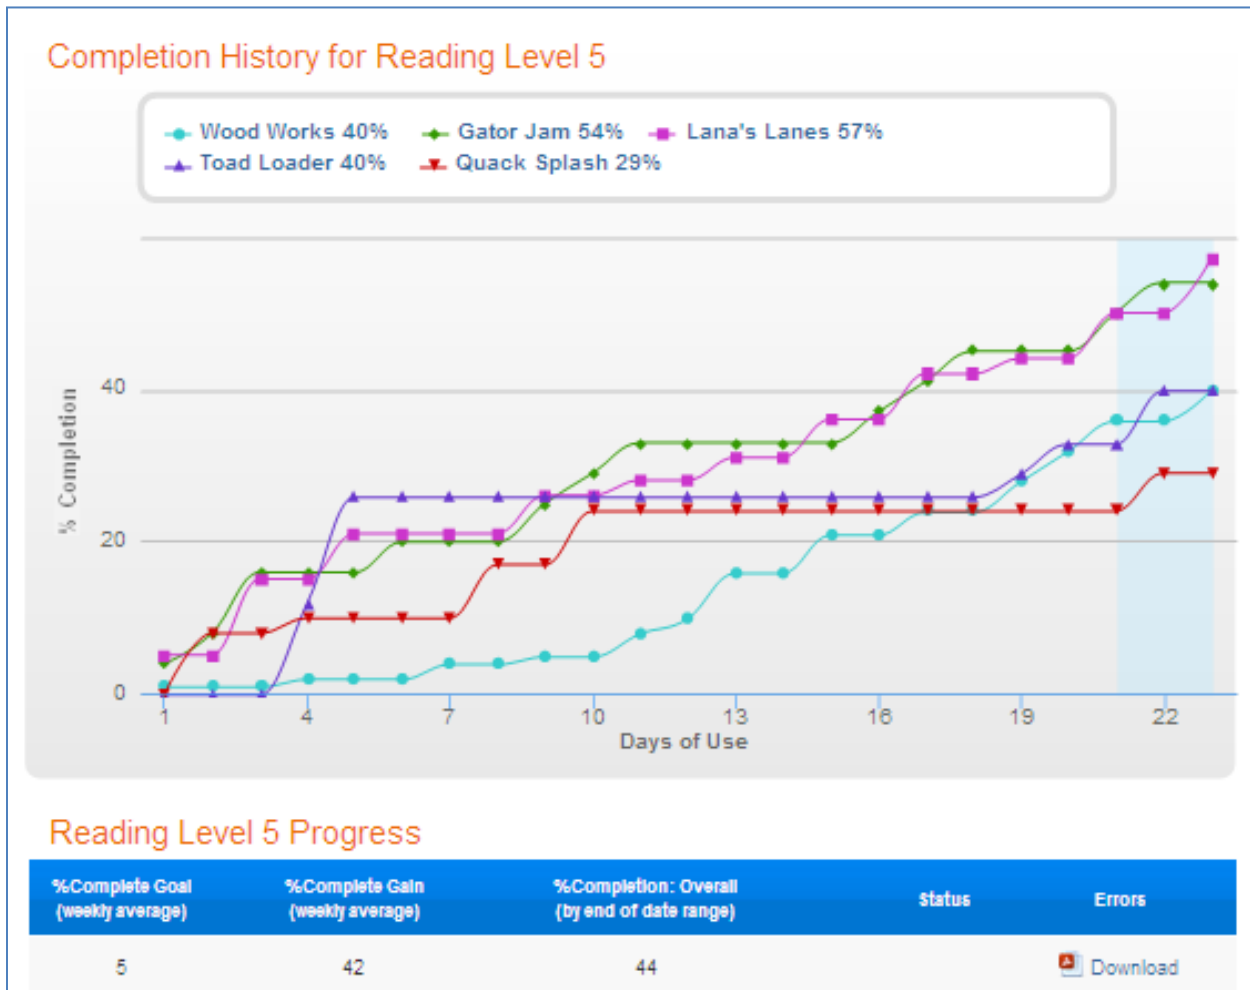 Completion History for Reading Level 5
Wood Works 40% Gator Jam 54% Lana's Lanes 57%
Toad Loader 40% Quack Splash 29%
% Completion
40
20
0
1 4 7 10 13 16 19 22
Days of Use
Reading Level 5 Progress
%Complete Goal %Complete Gain %Completion: Overall Status Errors
(weekly average) (weekly average) (by end of date range)
5 42 44 Download